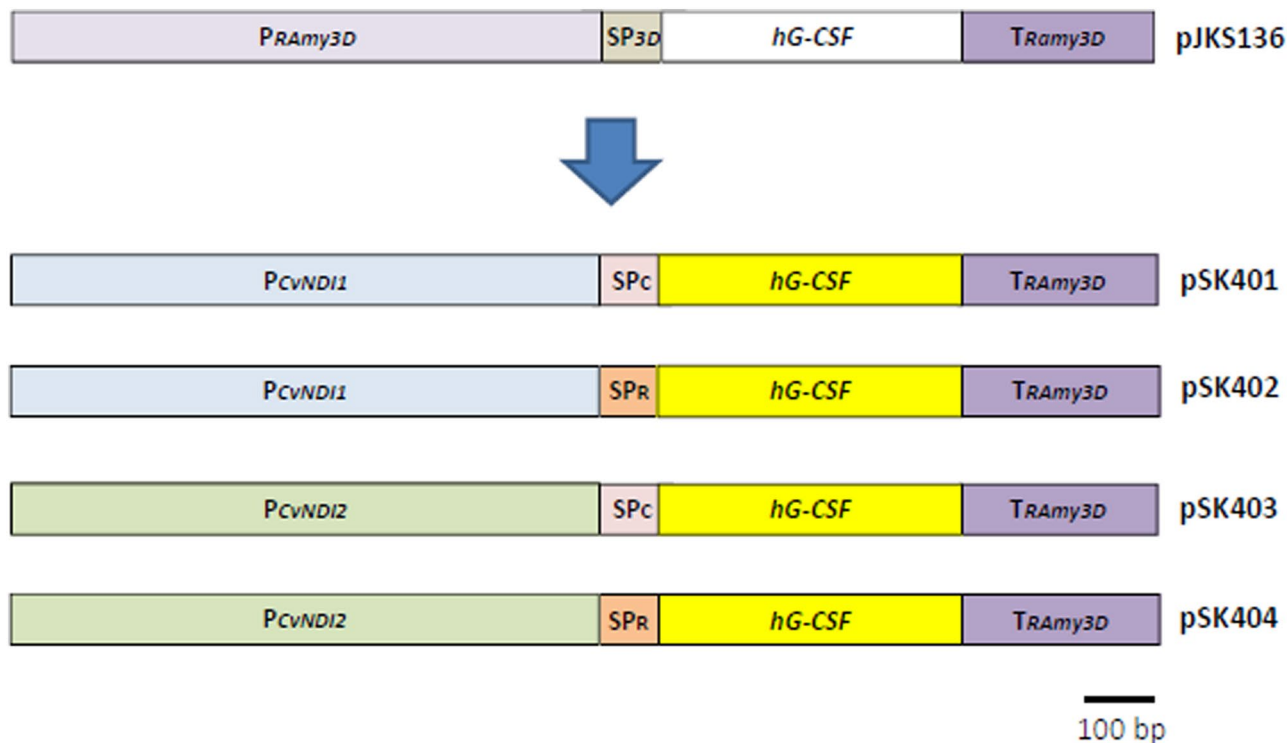 PRAmy3D SP3D hG-CSF TRamy3D pJKS136
PCvNDI1 SPC hG-CSF TRAmy3D pSK401
PCvNDI1 SPR hG-CSF TRAmy3D pSK402
PCvNDI2 SPC hG-CSF TRAmy3D pSK403
PCvNDI2 SPR hG-CSF TRAmy3D pSK404
100 bp